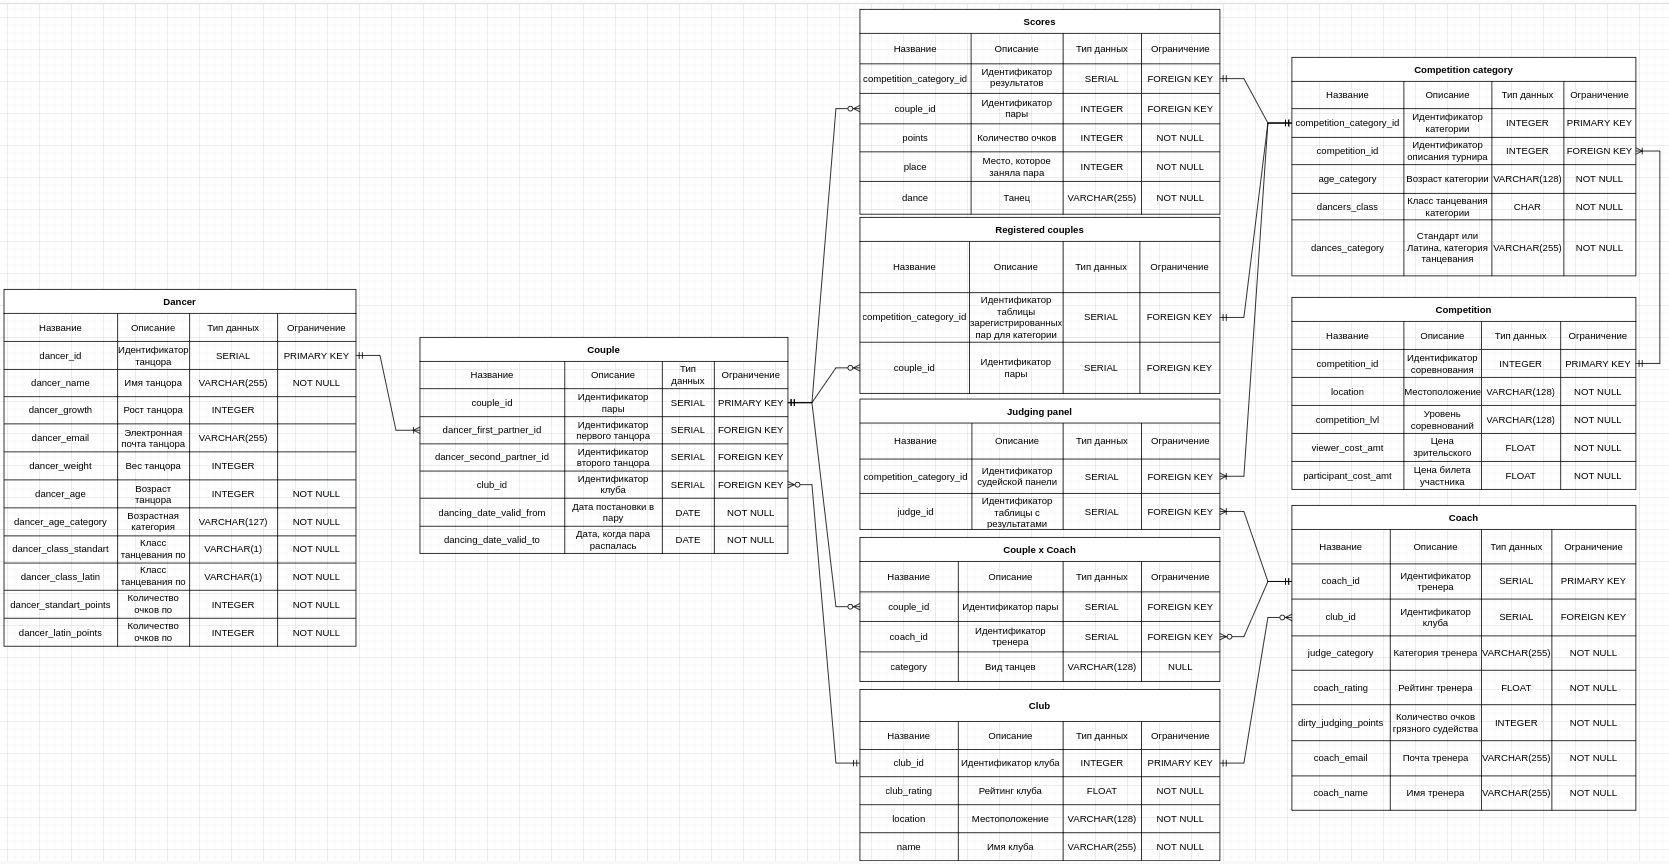 Dancer
Название Описание Тип данных Ограничение
dancer_id Идентификатор танцора SERIAL PRIMARY KEY
dancer_name Имя танцора VARCHAR(255) NOT NULL
dancer_growth Рост танцора INTEGER
dancer_email Электронная почта танцора VARCHAR(255)
dancer_weight Вес танцора INTEGER
dancer_age Возраст танцора INTEGER NOT NULL
dancer_age_category Возрастная категория VARCHAR(127) NOT NULL
dancer_class_standart Класс танцевания по VARCHAR(1) NOT NULL
dancer_class_latin Класс танцевания по VARCHAR(1) NOT NULL
dancer_standart_points Количество очков по INTEGER NOT NULL
dancer_latin_points Количество очков по INTEGER NOT NULL
Couple
Название Описание Тип данных Ограничение
couple_id Идентификатор пары SERIAL PRIMARY KEY
dancer_first_partner_id Идентификатор первого танцора SERIAL FOREIGN KEY
dancer_second_partner_id Идентификатор второго танцора SERIAL FOREIGN KEY
club_id Идентификатор клуба SERIAL FOREIGN KEY
dancing_date_valid_from Дата постановки в пару DATE NOT NULL
dancing_date_valid_to Дата, когда пара распалась DATE NOT NULL
Scores
Название Описание Тип данных Ограничение
competition_category_id Идентификатор результатов SERIAL FOREIGN KEY
couple_id Идентификатор пары INTEGER FOREIGN KEY
points Количество очков INTEGER NOT NULL
place Место, которое заняла пара INTEGER NOT NULL
dance Танец VARCHAR(255) NOT NULL
Registered couples
Название Описание Тип данных Ограничение
competition_category_id Идентификатор таблицы зарегистрированных пар для категории SERIAL FOREIGN KEY
couple_id Идентификатор пары SERIAL FOREIGN KEY
Judging panel
Название Описание Тип данных Ограничение
competition_category_id Идентификатор судейской панели SERIAL FOREIGN KEY
judge_id Идентификатор таблицы с результатами SERIAL FOREIGN KEY
Couple x Coach
Название Описание Тип данных Ограничение
couple_id Идентификатор пары SERIAL FOREIGN KEY
coach_id Идентификатор тренера SERIAL FOREIGN KEY
category Вид танцев VARCHAR(128) NULL
Club
Название Описание Тип данных Ограничение
club_id Идентификатор клуба INTEGER PRIMARY KEY
club_rating Рейтинг клуба FLOAT NOT NULL
location Местоположение VARCHAR(128) NOT NULL
name Имя клуба VARCHAR(255) NOT NULL
Competition category
Название Описание Тип данных Ограничение
competition_category_id Идентификатор категории INTEGER PRIMARY KEY
competition_id Идентификатор описания турнира INTEGER FOREIGN KEY
age_category Возраст категории VARCHAR(128) NOT NULL
dancers_class Класс танцевания категории CHAR NOT NULL
dances_category Стандарт или Латина, категория танцевания VARCHAR(255) NOT NULL
Competition
Название Описание Тип данных Ограничение
competition_id Идентификатор соревнования INTEGER PRIMARY KEY
location Местоположение VARCHAR(128) NOT NULL
competition_lvl Уровень соревнований VARCHAR(128) NOT NULL
viewer_cost_amt Цена зрительского FLOAT NOT NULL
participant_cost_amt Цена билета участника FLOAT NOT NULL
Coach
Название Описание Тип данных Ограничение
coach_id Идентификатор тренера SERIAL PRIMARY KEY
club_id Идентификатор клуба SERIAL FOREIGN KEY
judge_category Категория тренера VARCHAR(255) NOT NULL
coach_rating Рейтинг тренера FLOAT NOT NULL
dirty_judging_points Количество очков грязного судейства INTEGER NOT NULL
coach_email Почта тренера VARCHAR(255) NOT NULL
coach_name Имя тренера VARCHAR(255) NOT NULL